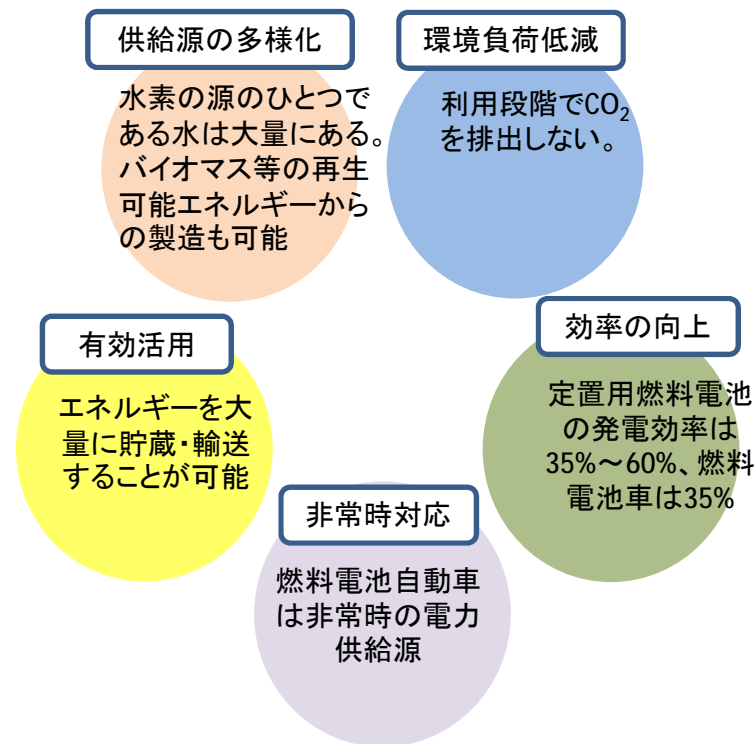 供給源の多様化
水素の源のひとつで
ある水は大量にある。
バイオマス等の再生
可能エネルギーから
の製造も可能
環境負荷低減
利用段階でCO₂
を排出しない。
有効活用
エネルギーを大
量に貯蔵・輸送
することが可能
効率の向上
定置用燃料電池
の発電効率は
35%～60%、燃料
電池車は35%
非常時対応
燃料電池自動車
は非常時の電力
供給源